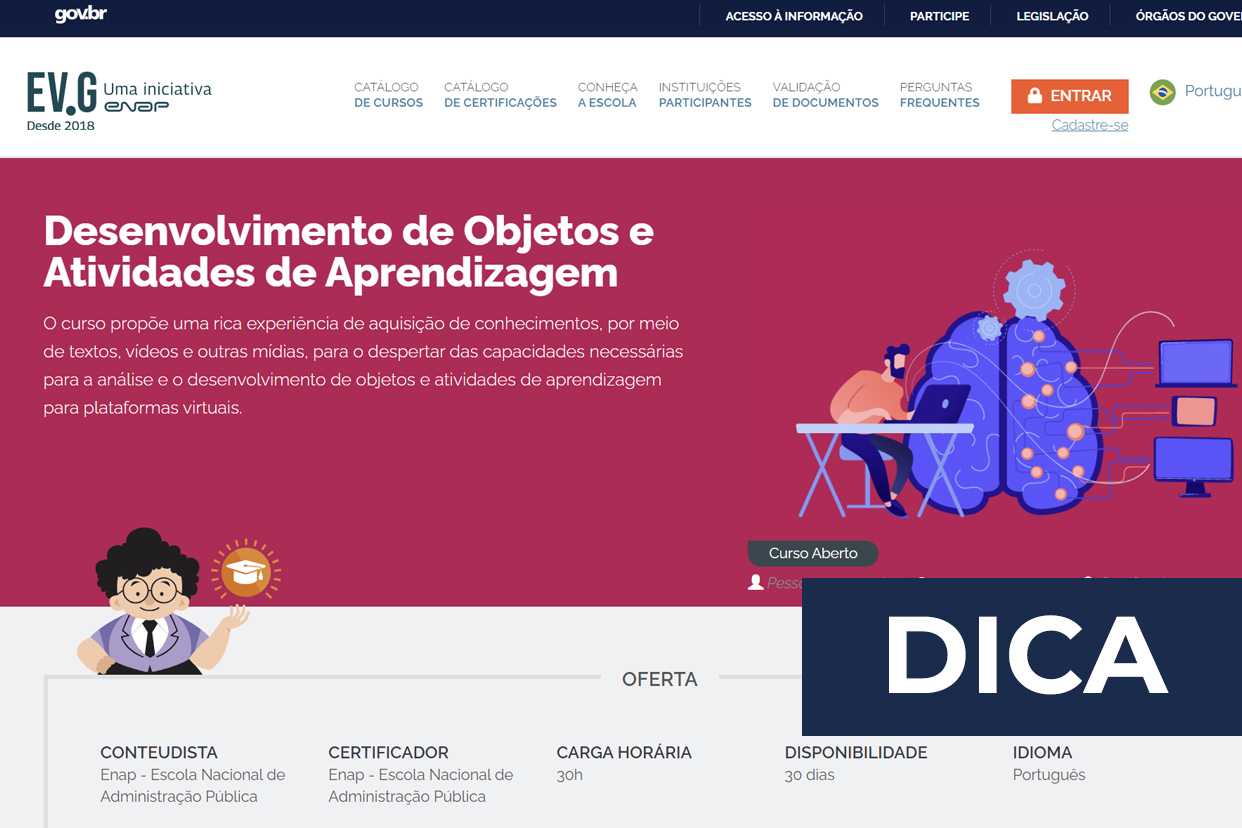 gov.br
ACESSO À INFORMAÇÃO
PARTICIPE
LEGISLAÇÃO
ÓRGÃOS DO
EV.G
Uma iniciativa
enap
Desde 2018
CATÁLOGO
DE CURSOS
CATÁLOGO
DE CERTIFICAÇÕES
CONHEÇA
A ESCOLA
INSTITUIÇÕES
PARTICIPANTES
VALIDAÇÃO
DE DOCUMENTOS
PERGUNTAS
FREQUENTES
ENTRAR
Cadastre-se
Portugu
Desenvolvimento de Objetos e
Atividades de Aprendizagem
O curso propõe uma rica experiência de aquisição de conhecimentos, por meio
de textos, vídeos e outras mídias, para o despertar das capacidades necessárias
para a análise e o desenvolvimento de objetos e atividades de aprendizagem
para plataformas virtuais.
Curso Aberto
DICA
OFERTA
CONTEUDISTA
Enap - Escola Nacional de
Administração Pública
CERTIFICADOR
Enap - Escola Nacional de
Administração Pública
CARGA HORÁRIA
30h
DISPONIBILIDADE
30 dias
IDIOMA
Português